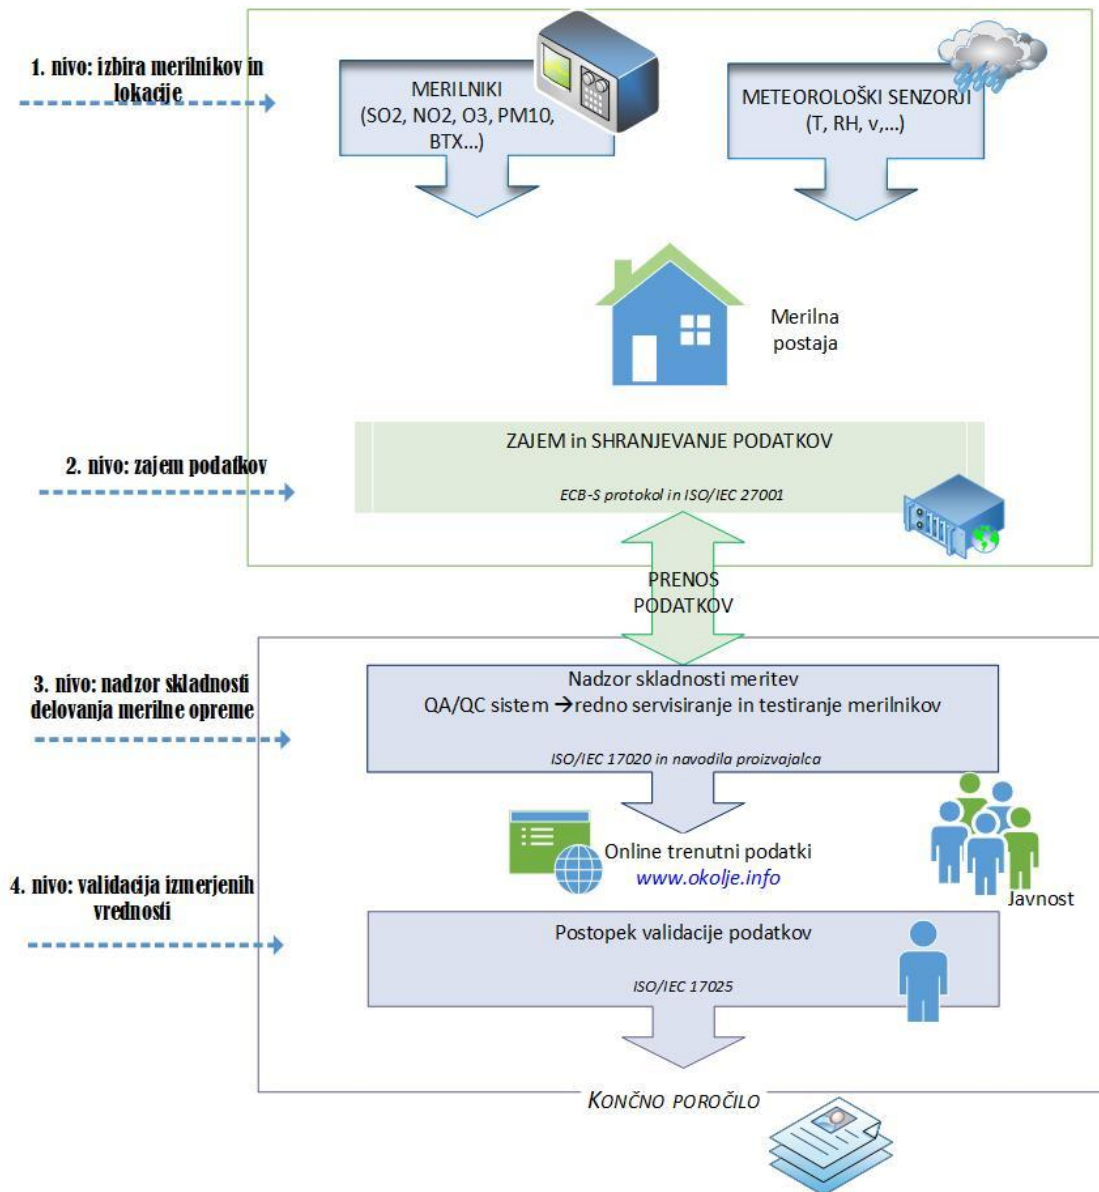 1. nivo: izbira merilnikov in
lokacije
MERILNIKI
(SO2, NO2, O3, PM10,
BTX...)
METEOROLOŠKI SENZORJI
(T, RH, v,...)
Merilna
postaja
2. nivo: zajem podatkov
ZAJEM in SHRANJEVANJE PODATKOV
ECB-S protokol in ISO/IEC 27001
PRENOS
PODATKOV
3. nivo: nadzor skladnosti
delovanja merilne opreme
Nadzor skladnosti meritev
QA/QC sistem →redno servisiranje in testiranje merilnikov
ISO/IEC 17020 in navodila proizvajalca
Online trenutni podatki
www.okolje.info
Javnost
4. nivo: validacija izmerjenih
vrednosti
Postopek validacije podatkov
ISO/IEC 17025
KONČNO POROČILO